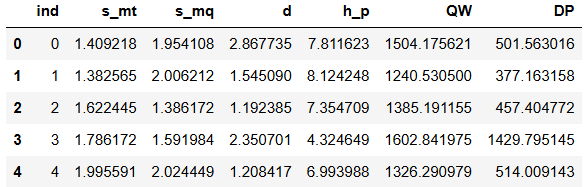 ind s_mt s_mq d h_p QW DP
0 0 1.409218 1.954108 2.867735 7.811623 1504.175621 501.563016
1 1 1.382565 2.006212 1.545090 8.124248 1240.530500 377.163158
2 2 1.622445 1.386172 1.192385 7.354709 1385.191155 457.404772
3 3 1.786172 1.591984 2.350701 4.324649 1602.841975 1429.795145
4 4 1.995591 2.024449 1.208417 6.993988 1326.290979 514.009143